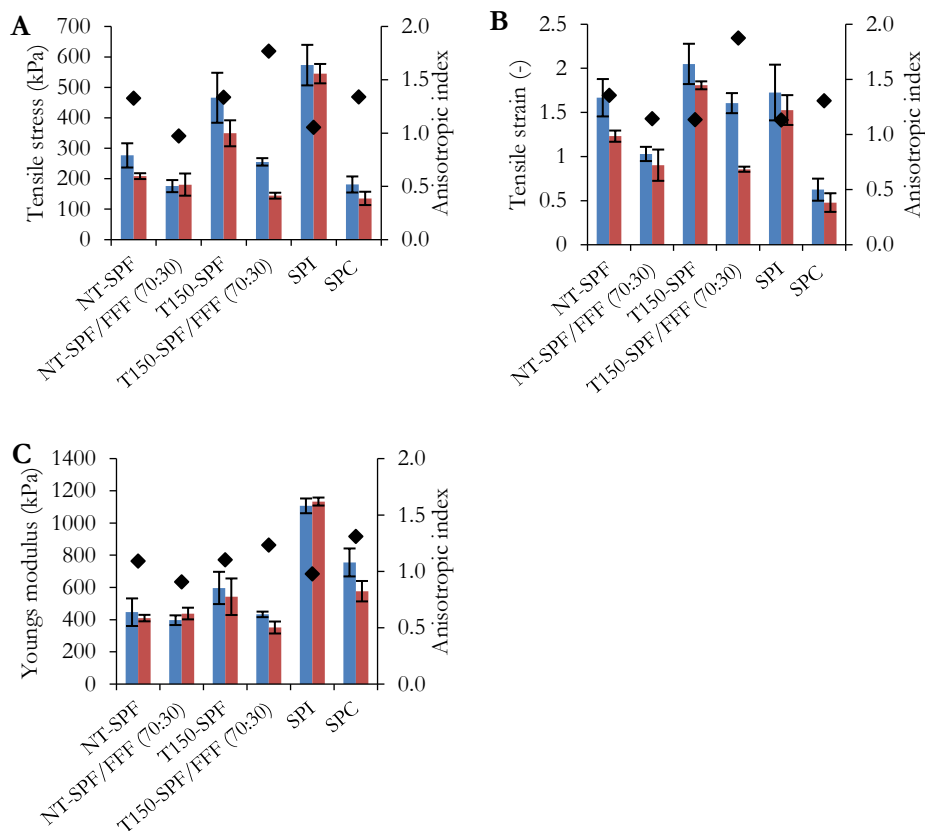 A
Tensile stress (kPa)
700
600
500
400
300
200
100
0
2.0
1.5
1.0
0.5
0.0
Anisotropic index
NT-SPF
NT-SPF/FFF (70:30)
T150-SPF
T150-SPF/FFF (70:30)
SPI
SPC
B
Tensile strain (-)
2.5
2
1.5
1
0.5
0
2.0
1.5
1.0
0.5
0.0
Anisotropic index
NT-SPF
NT-SPF/FFF (70:30)
T150-SPF
T150-SPF/FFF (70:30)
SPI
SPC
C
Youngs modulus (kPa)
1400
1200
1000
800
600
400
200
0
2.0
1.5
1.0
0.5
0.0
Anisotropic index
NT-SPF
NT-SPF/FFF (70:30)
T150-SPF
T150-SPF/FFF (70:30)
SPI
SPC